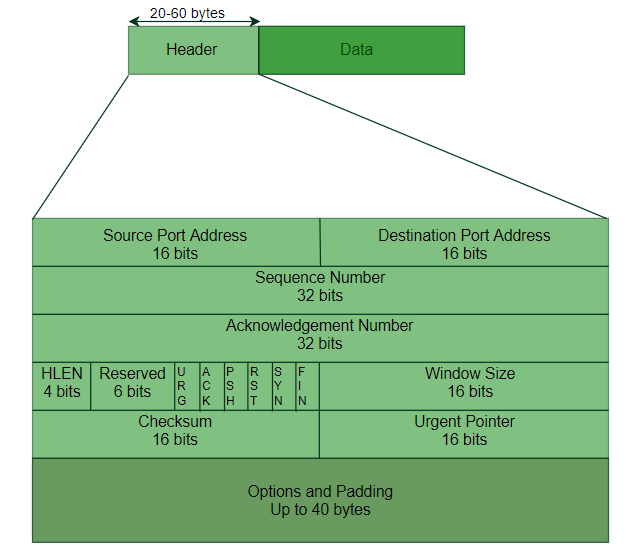 20-60 bytes
Header
Data
Source Port Address
16 bits
Destination Port Address
16 bits
Sequence Number
32 bits
Acknowledgement Number
32 bits
HLEN
4 bits
Reserved
6 bits
URG
ACK
PSH
RST
SYN
FIN
Window Size
16 bits
Checksum
16 bits
Urgent Pointer
16 bits
Options and Padding
Up to 40 bytes